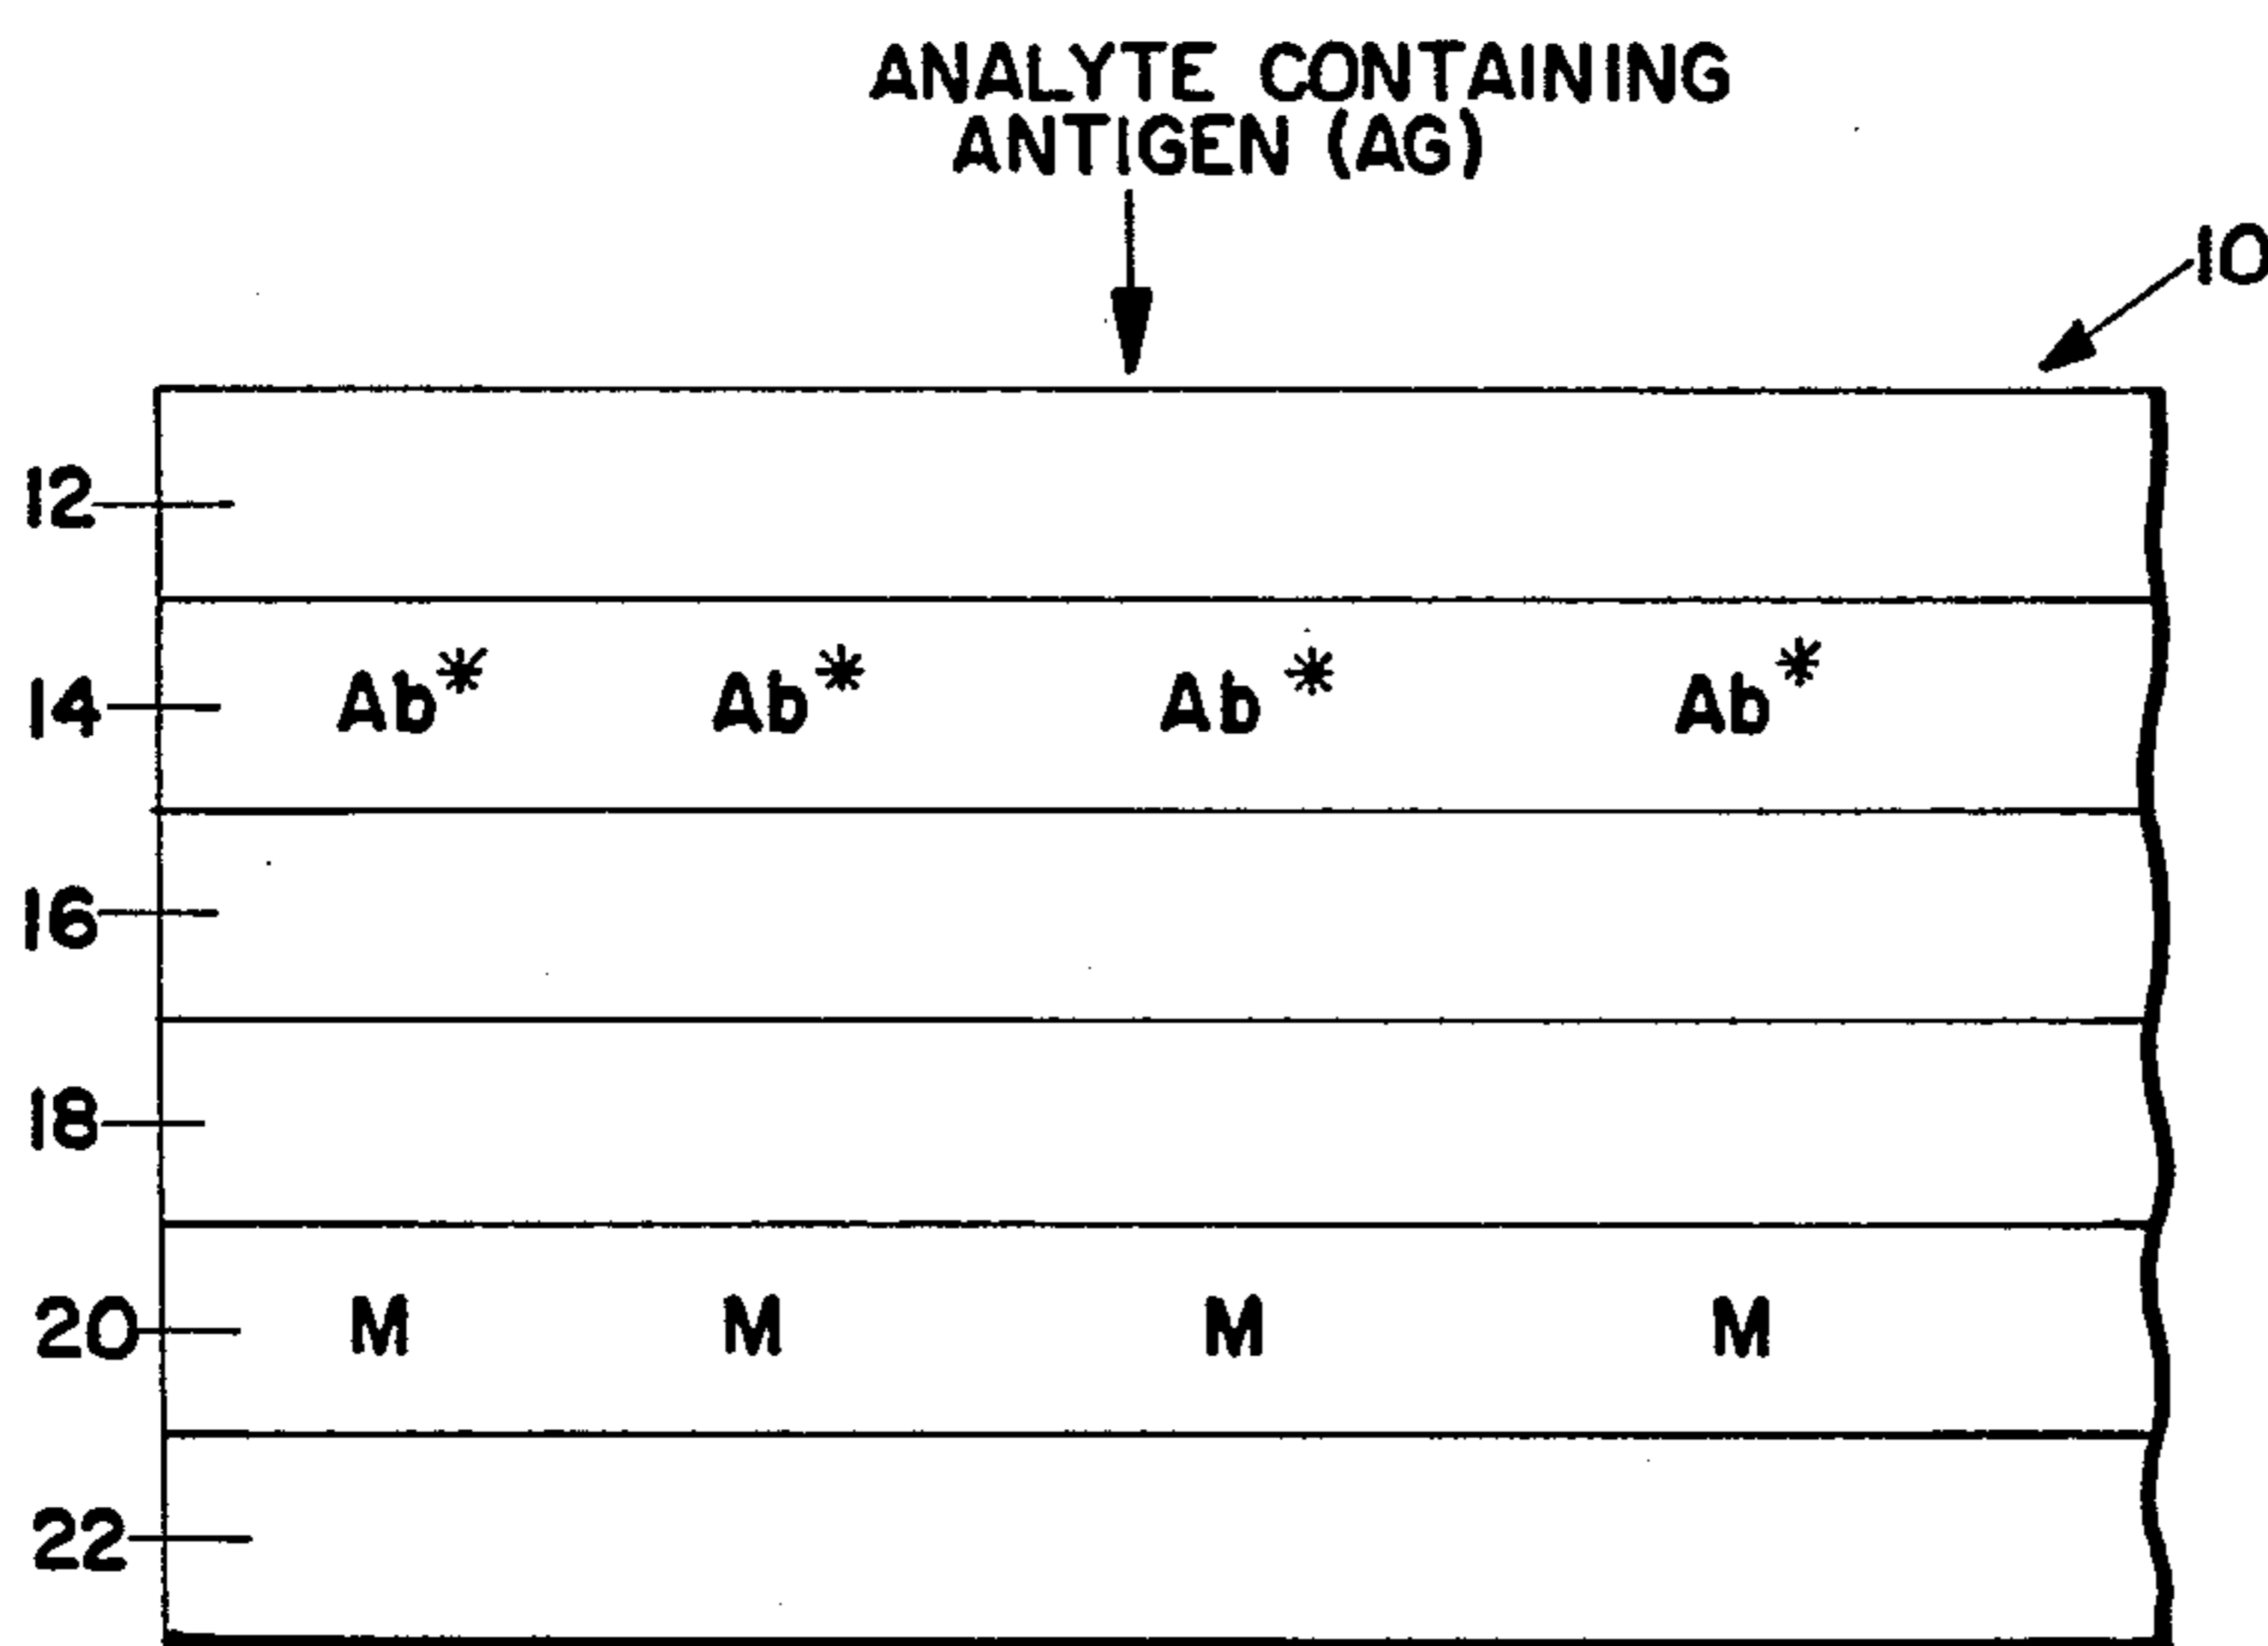 ANALYTE CONTAINING
ANTIGEN (AG)
10
12
14 Ab* Ab* Ab* Ab*
16
18
20 M M M M
22